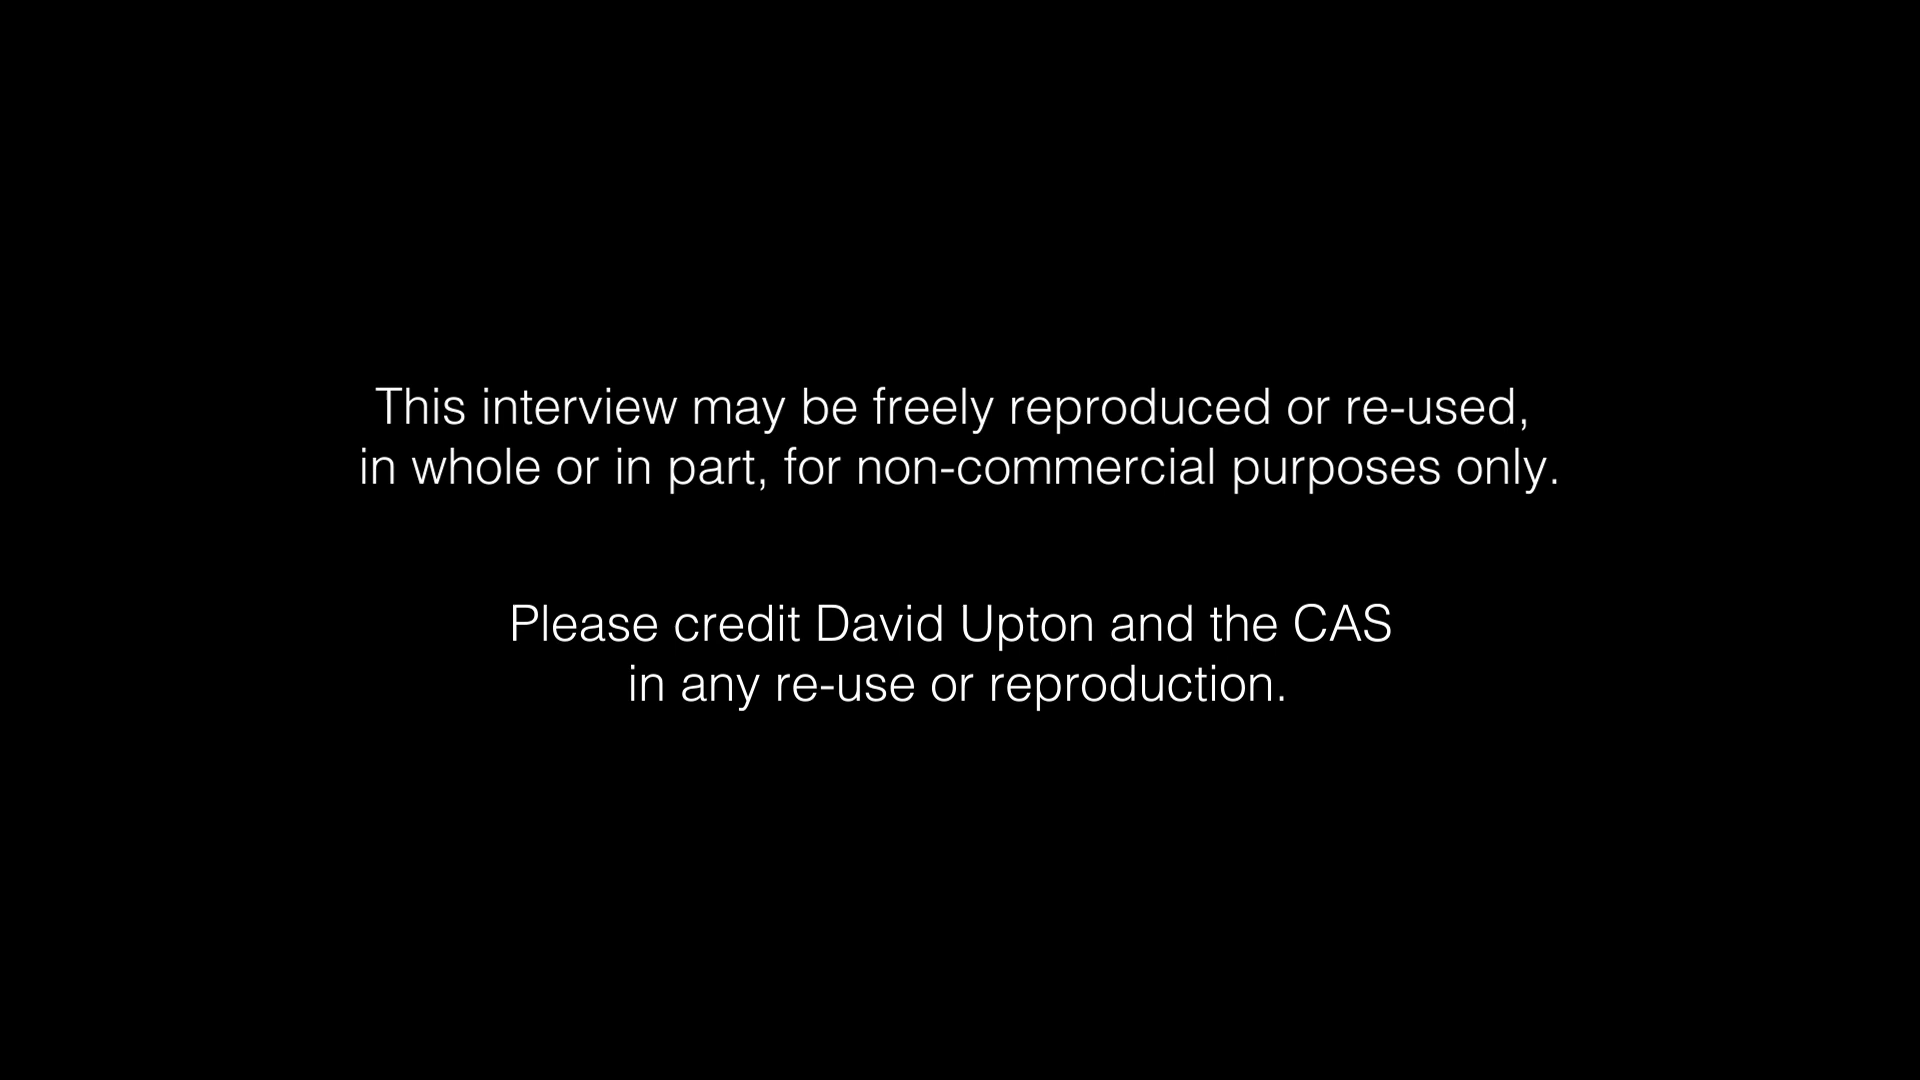 This interview may be freely reproduced or re-used,
in whole or in part, for non-commercial purposes only.
Please credit David Upton and the CAS
in any re-use or reproduction.